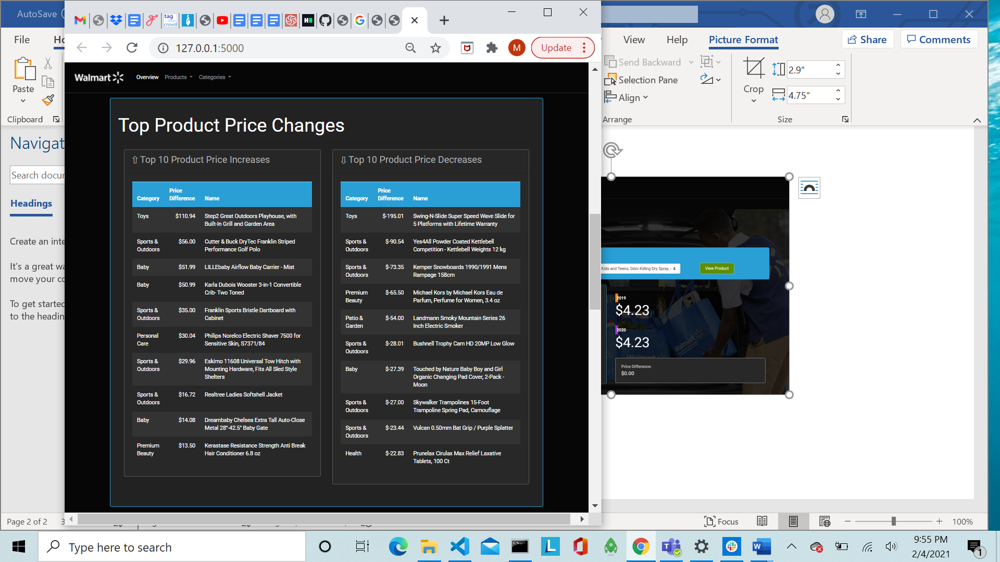 AutoSave
File
Paste
Clipboard
Search docur
Headings
Create an inte
move your co
To get started
to the headin
Page 2 of 2
tag
crowd
127.0.0.1:5000
M
Update
Walmart
Overview
Products
Categories
Top Product Price Changes
⇧ Top 10 Product Price Increases
Category Price Difference Name
Toys $110.94 Step2 Great Outdoors Playhouse, with
Built-In Grill and Garden Area
Sports & $56.00 Cutter & Buck DryTec Franklin Striped
Outdoors Performance Golf Polo
Baby $51.99 LILLEbaby Airflow Baby Carrier - Mist
Baby $50.99 Karla Dubois Wooster 3-in-1 Convertible
Crib- Two Toned
Sports & $35.00 Franklin Sports Bristle Dartboard with
Outdoors Cabinet
Personal $30.04 Philips Norelco Electric Shaver 7500 for
Care Sensitive Skin, S7371/84
Sports & $29.96 Eskimo 11608 Universal Tow Hitch with
Outdoors Mounting Hardware, Fits All Sled Style
Shelters
Sports & $16.72 Realtree Ladies Softshell Jacket
Outdoors
Baby $14.08 Dreambaby Chelsea Extra Tall Auto-Close
Metal 28"-42.5" Baby Gate
Premium $13.50 Kerastase Resistance Strength Anti Break
Beauty Hair Conditioner 6.8 oz
⇩ Top 10 Product Price Decreases
Category Price Difference Name
Toys $-195.01 Swing-N-Slide Super Speed Wave Slide for
5 Platforms with Lifetime Warranty
Sports & $-90.54 Yes4All Powder Coated Kettlebell
Outdoors Competition - Kettlebell Weights 12 kg
Sports & $-73.35 Kemper Snowboards 1990/1991 Mens
Outdoors Rampage 158cm
Premium $-65.50 Michael Kors by Michael Kors Eau de
Beauty Parfum, Perfume for Women, 3.4 oz
Patio & $-54.00 Landmann Smoky Mountain Series 26
Garden Inch Electric Smoker
Sports & $-28.01 Bushnell Trophy Cam HD 20MP Low Glow
Outdoors
Baby $-27.39 Touched by Nature Baby Boy and Girl
Organic Changing Pad Cover, 2-Pack -
Moon
Sports & $-27.00 Skywalker Trampolines 15-Foot
Outdoors Trampoline Spring Pad, Camouflage
Sports & $-23.44 Vulcan 0.50mm Bat Grip / Purple Splatter
Outdoors
Health $-22.83 Prunelax Cirulax Max Relief Laxative
Tablets, 100 Ct
View
Help
Picture Format
Share
Comments
Send Backward
Selection Pane
Align
Arrange
Crop
2.9"
4.75"
Size
Kids and Teens, Odor-Killing Dry Spray,
View Product
2019
$4.23
2020
$4.23
Walmart
Price Difference:
$0.00
Focus
100%
Type here to search
9:55 PM
2/4/2021
1